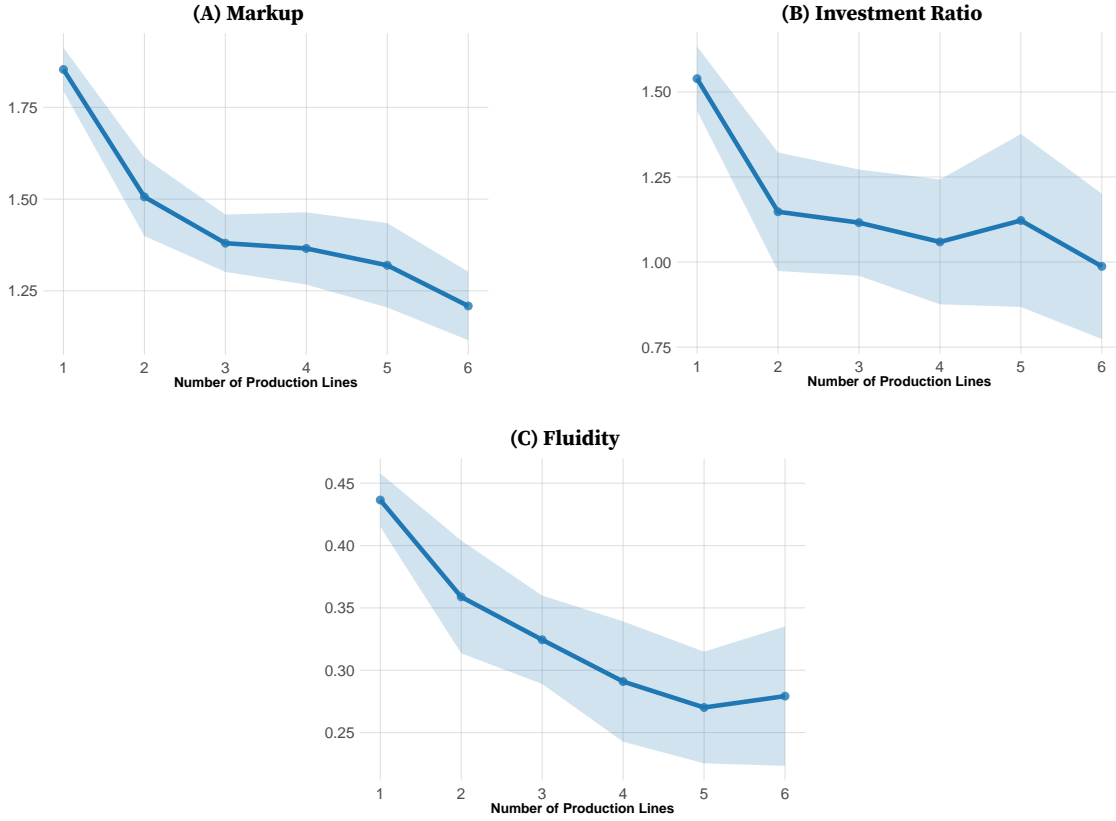 (A) Markup
1.75
1.50
1.25
1 2 3 4 5 6
Number of Production Lines
(B) Investment Ratio
1.50
1.25
1.00
0.75
1 2 3 4 5 6
Number of Production Lines
(C) Fluidity
0.45
0.40
0.35
0.30
0.25
1 2 3 4 5 6
Number of Production Lines